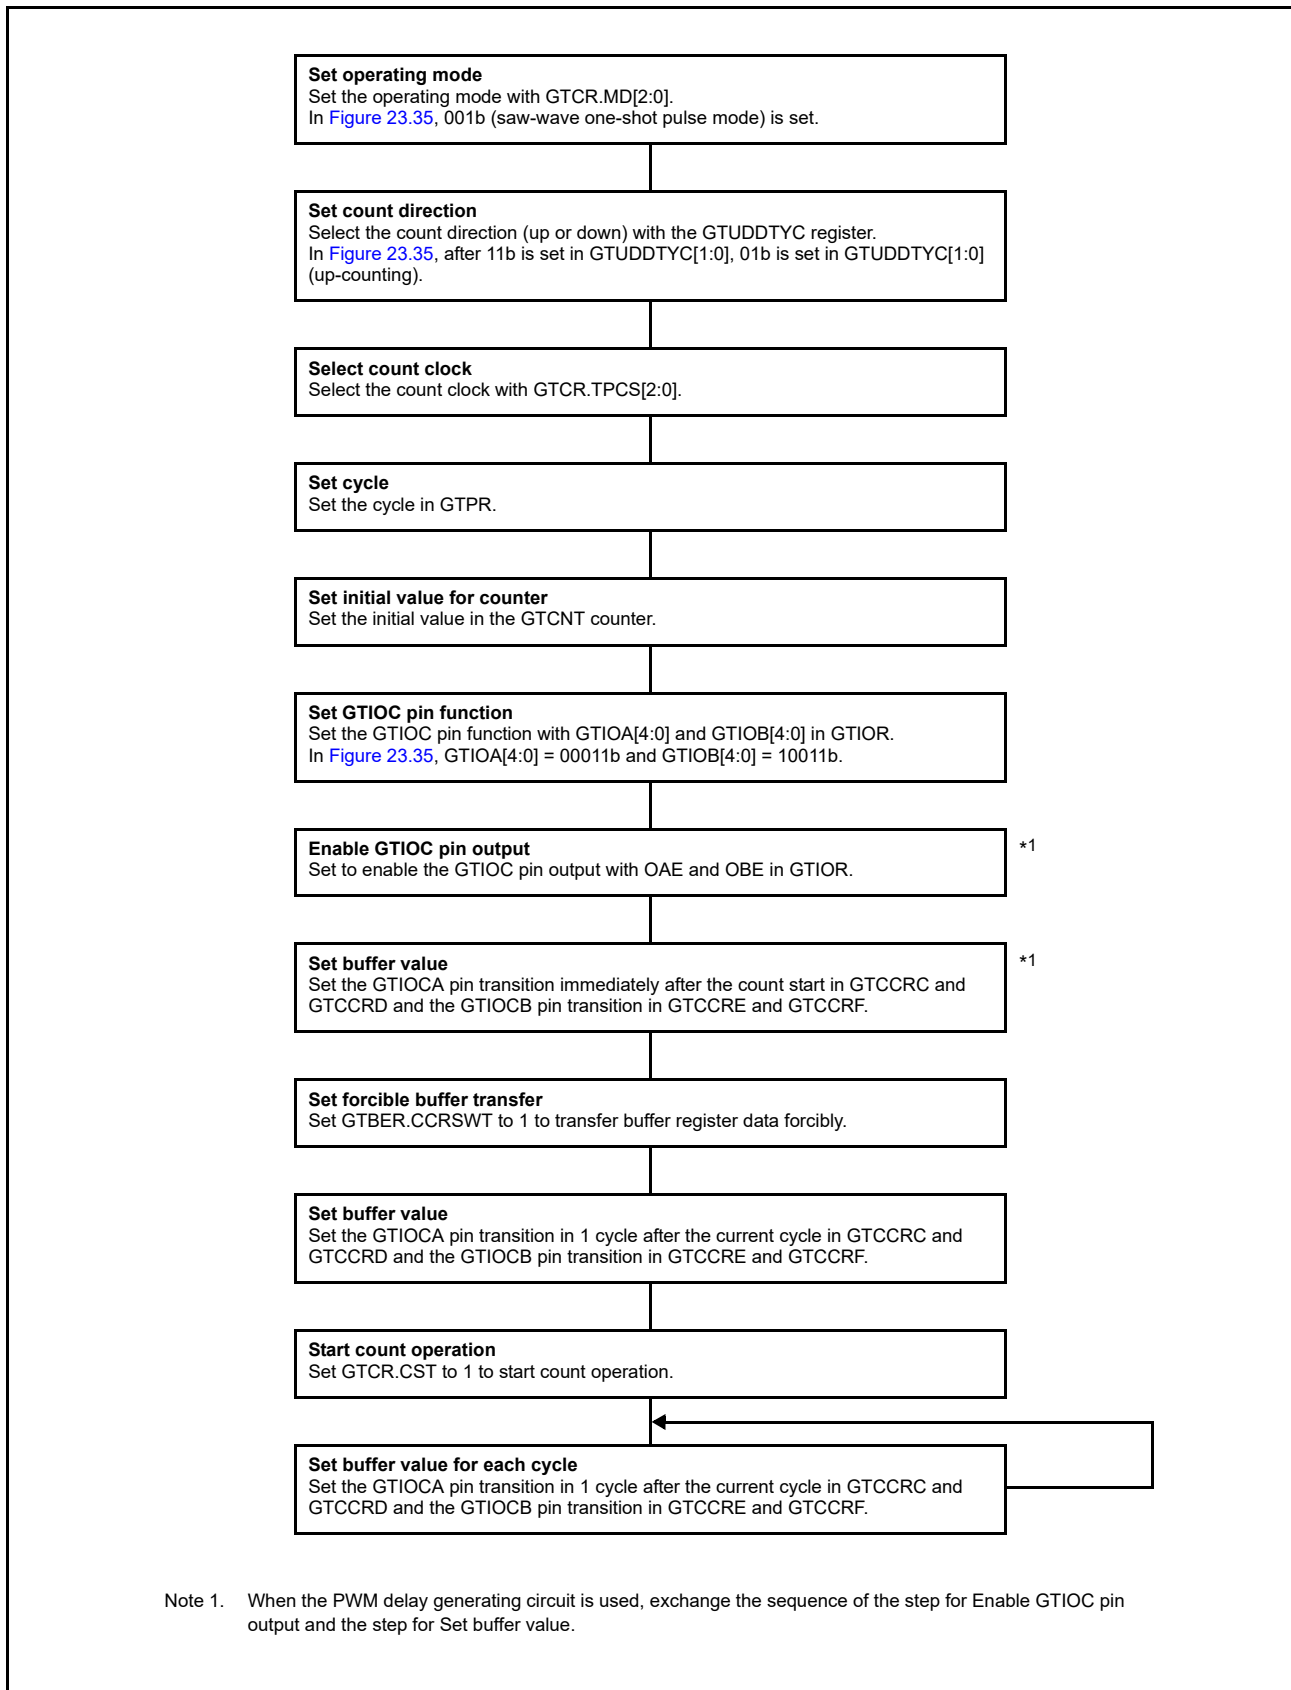 Set operating mode
Set the operating mode with GTCR.MD[2:0].
In Figure 23.35, 001b (saw-wave one-shot pulse mode) is set.
Set count direction
Select the count direction (up or down) with the GTUDDTYC register.
In Figure 23.35, after 11b is set in GTUDDTYC[1:0], 01b is set in GTUDDTYC[1:0]
(up-counting).
Select count clock
Select the count clock with GTCR.TPCS[2:0].
Set cycle
Set the cycle in GTPR.
Set initial value for counter
Set the initial value in the GTCNT counter.
Set GTIOC pin function
Set the GTIOC pin function with GTIOA[4:0] and GTIOB[4:0] in GTIOR.
In Figure 23.35, GTIOA[4:0] = 00011b and GTIOB[4:0] = 10011b.
Enable GTIOC pin output
Set to enable the GTIOC pin output with OAE and OBE in GTIOR.
*1
Set buffer value
Set the GTIOCA pin transition immediately after the count start in GTCCRC and
GTCCRD and the GTIOCB pin transition in GTCCRE and GTCCRF.
*1
Set forcible buffer transfer
Set GTBER.CCRSWT to 1 to transfer buffer register data forcibly.
Set buffer value
Set the GTIOCA pin transition in 1 cycle after the current cycle in GTCCRC and
GTCCRD and the GTIOCB pin transition in GTCCRE and GTCCRF.
Start count operation
Set GTCR.CST to 1 to start count operation.
Set buffer value for each cycle
Set the GTIOCA pin transition in 1 cycle after the current cycle in GTCCRC and
GTCCRD and the GTIOCB pin transition in GTCCRE and GTCCRF.
Note 1. When the PWM delay generating circuit is used, exchange the sequence of the step for Enable GTIOC pin
output and the step for Set buffer value.